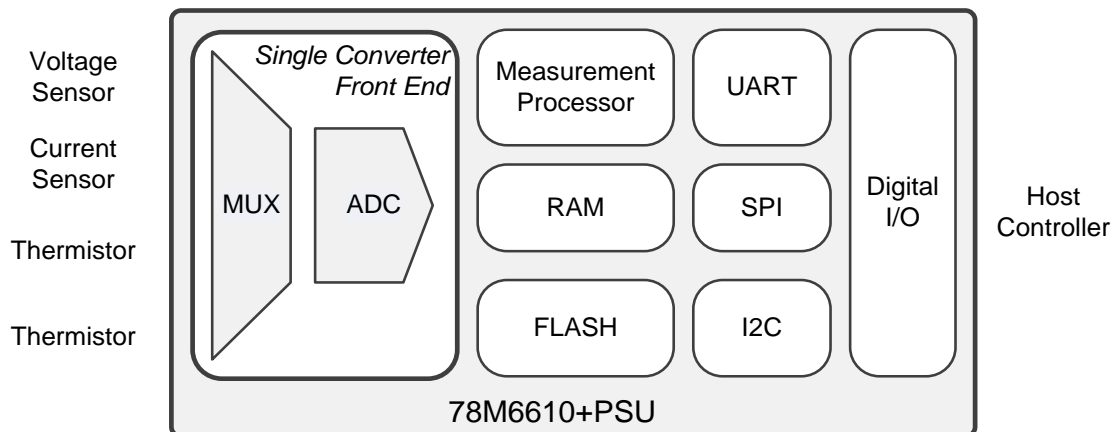 Voltage
Sensor
Current
Sensor
Thermistor
Thermistor
Single Converter
Front End
MUX
ADC
Measurement
Processor
UART
RAM
SPI
FLASH
I2C
Digital
I/O
Host
Controller
78M6610+PSU